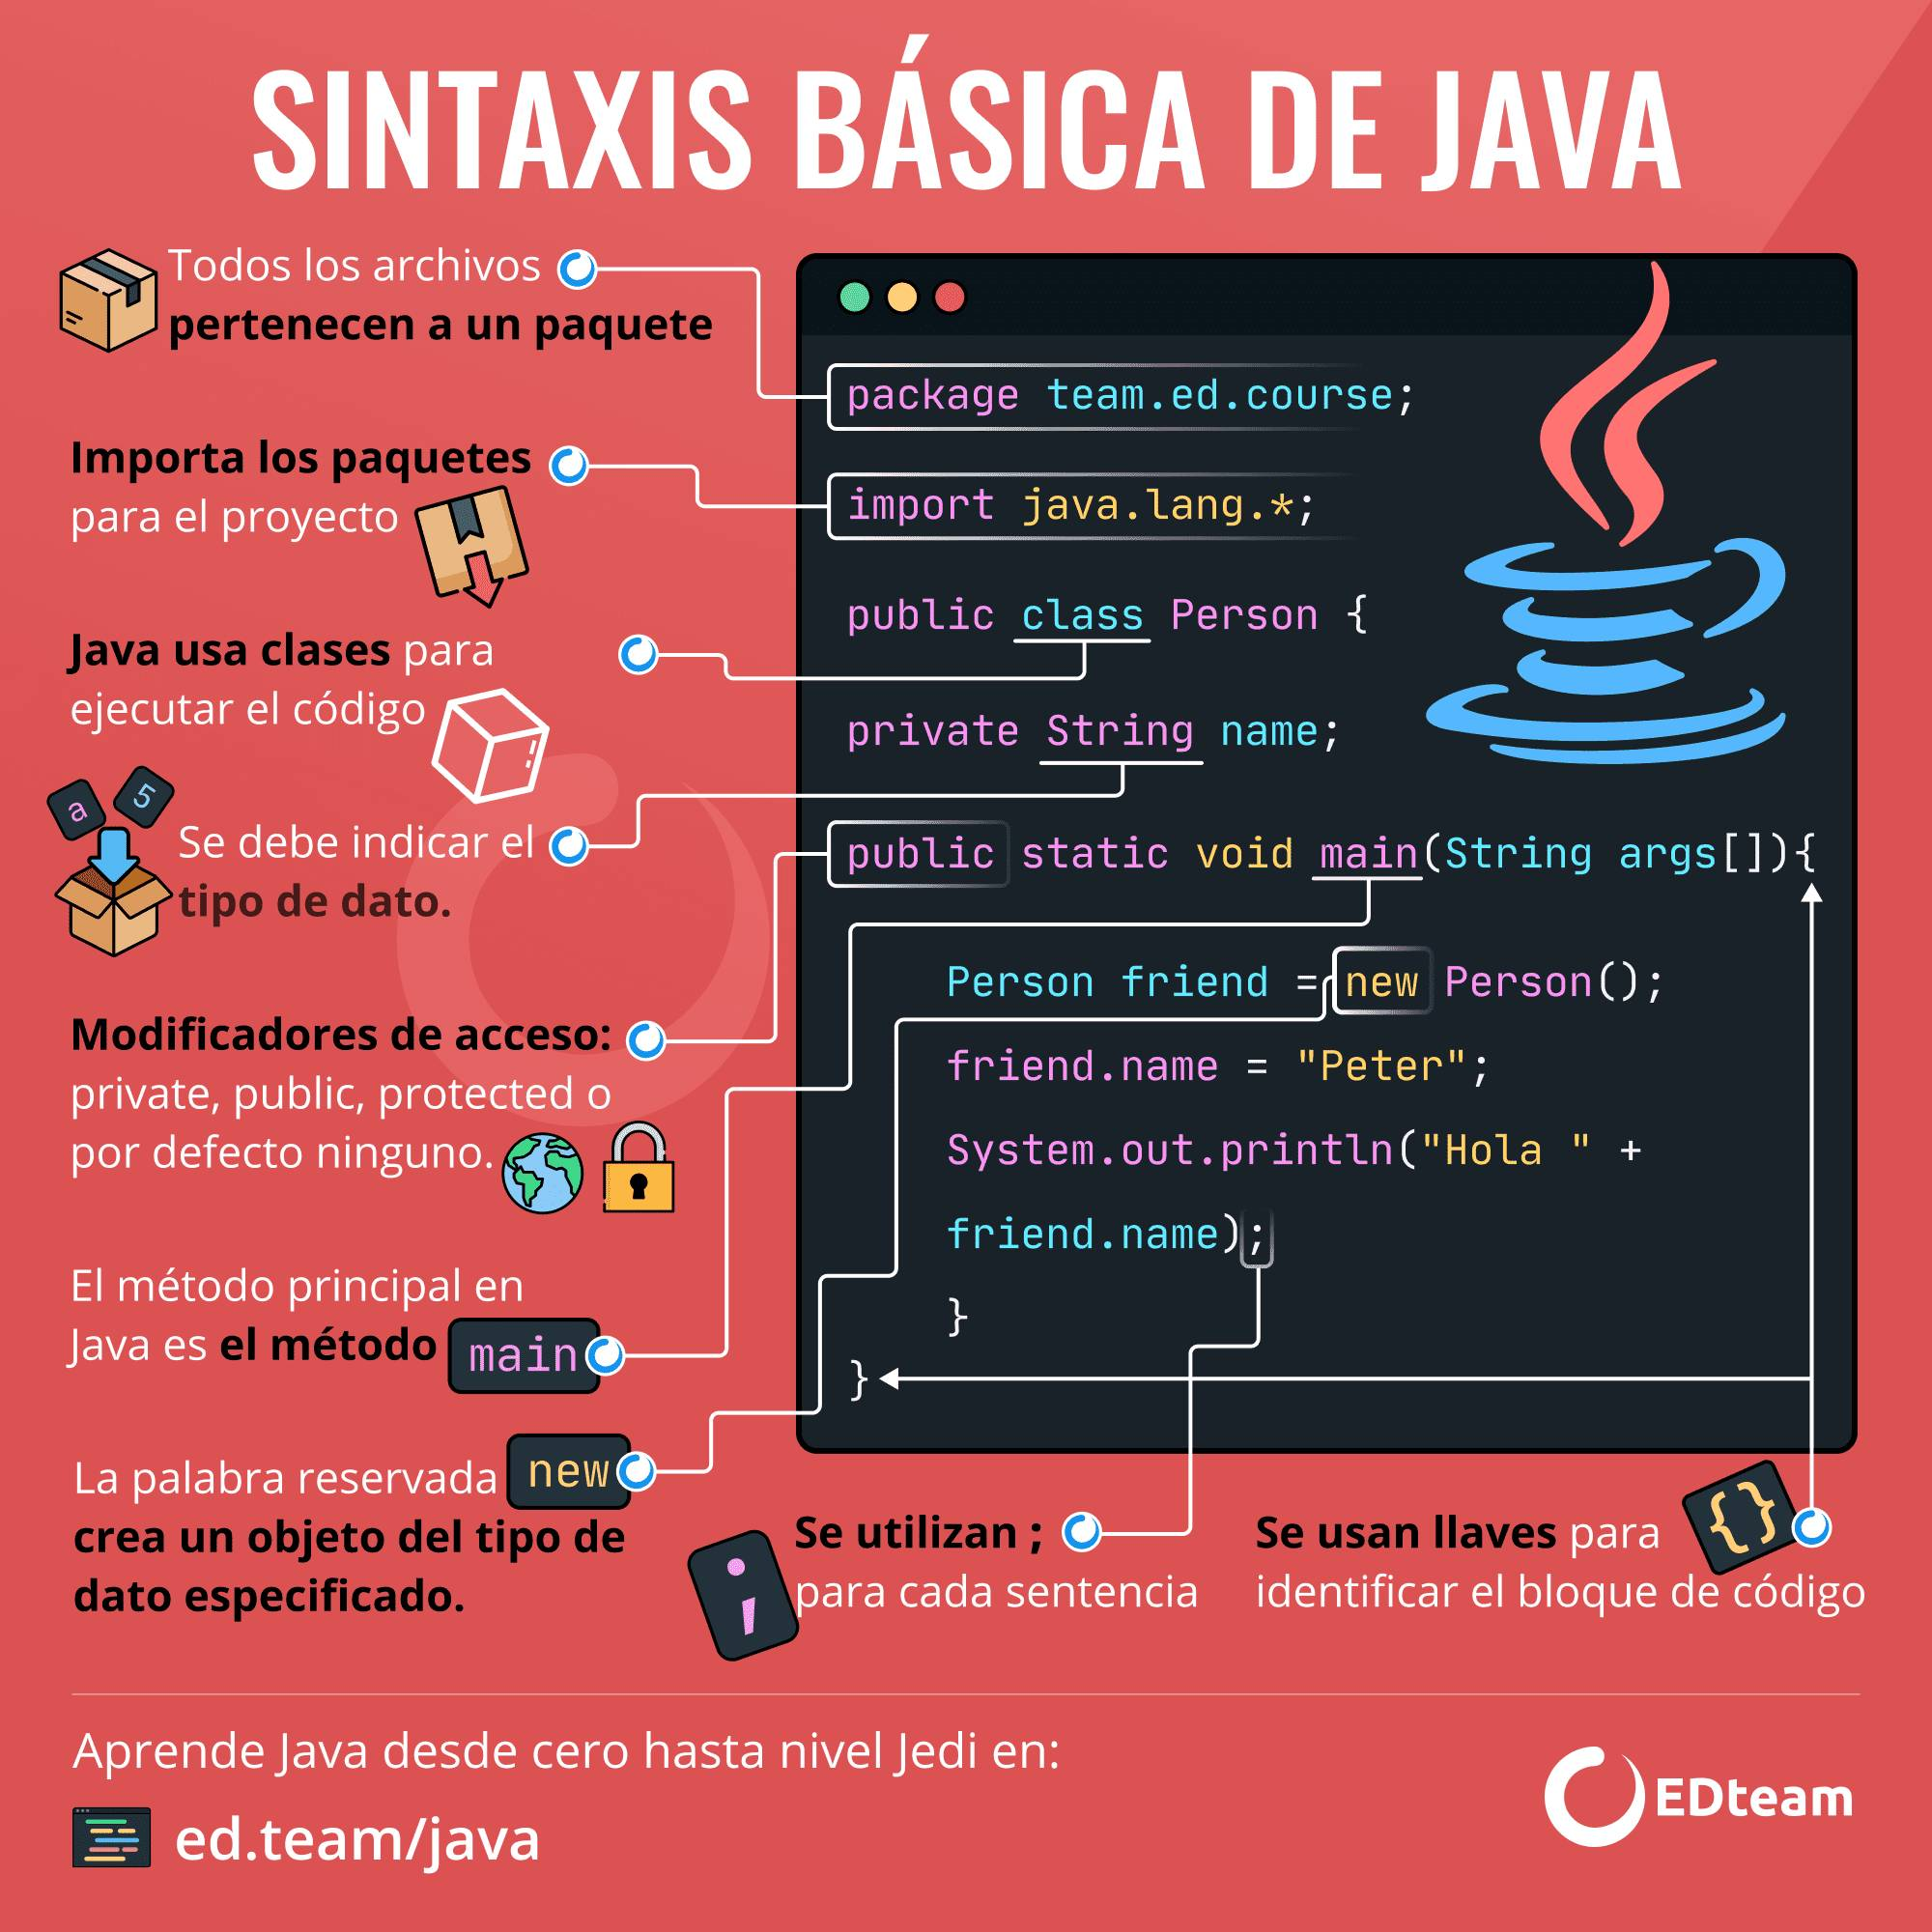 SINTAXIS BÁSICA DE JAVA
Todos los archivos
pertenecen a un paquete
Importa los paquetes
para el proyecto
Java usa clases para
ejecutar el código
a 5
Se debe indicar el
tipo de dato.
Modificadores de acceso:
private, public, protected o
por defecto ninguno.
El método principal en
Java es el método main
La palabra reservada new
crea un objeto del tipo de
dato especificado.
package team.ed.course;
import java.lang.*;
public class Person {
private String name;
public static void main(String args[]){
Person friend = new Person();
friend.name = "Peter";
System.out.println("Hola " +
friend.name);
}
}
;
Se utilizan ;
para cada sentencia
Se usan llaves para {}
identificar el bloque de código
Aprende Java desde cero hasta nivel Jedi en:
ed.team/java
EDteam